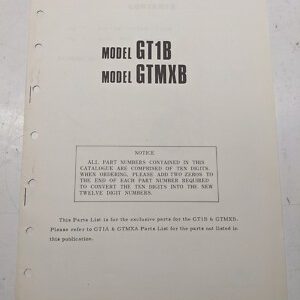 CONTENTS
MODEL GT1B
MODEL GTMXB
NOTICE
ALL PART NUMBERS CONTAINED IN THIS
CATALOGUE ARE COMPRISED OF TEN DIGITS.
WHEN ORDERING, PLEASE ADD TWO ZEROS TO
THE END OF EACH PART NUMBER REQUIRED
TO CONVERT THE TEN DIGITS INTO THE NEW
TWELVE DIGIT NUMBERS.
This Parts List is for the exclusive parts for the GT1B & GTMXB.
Please refer to GT1A & GTMXA Parts List for the parts not listed in
this publication.